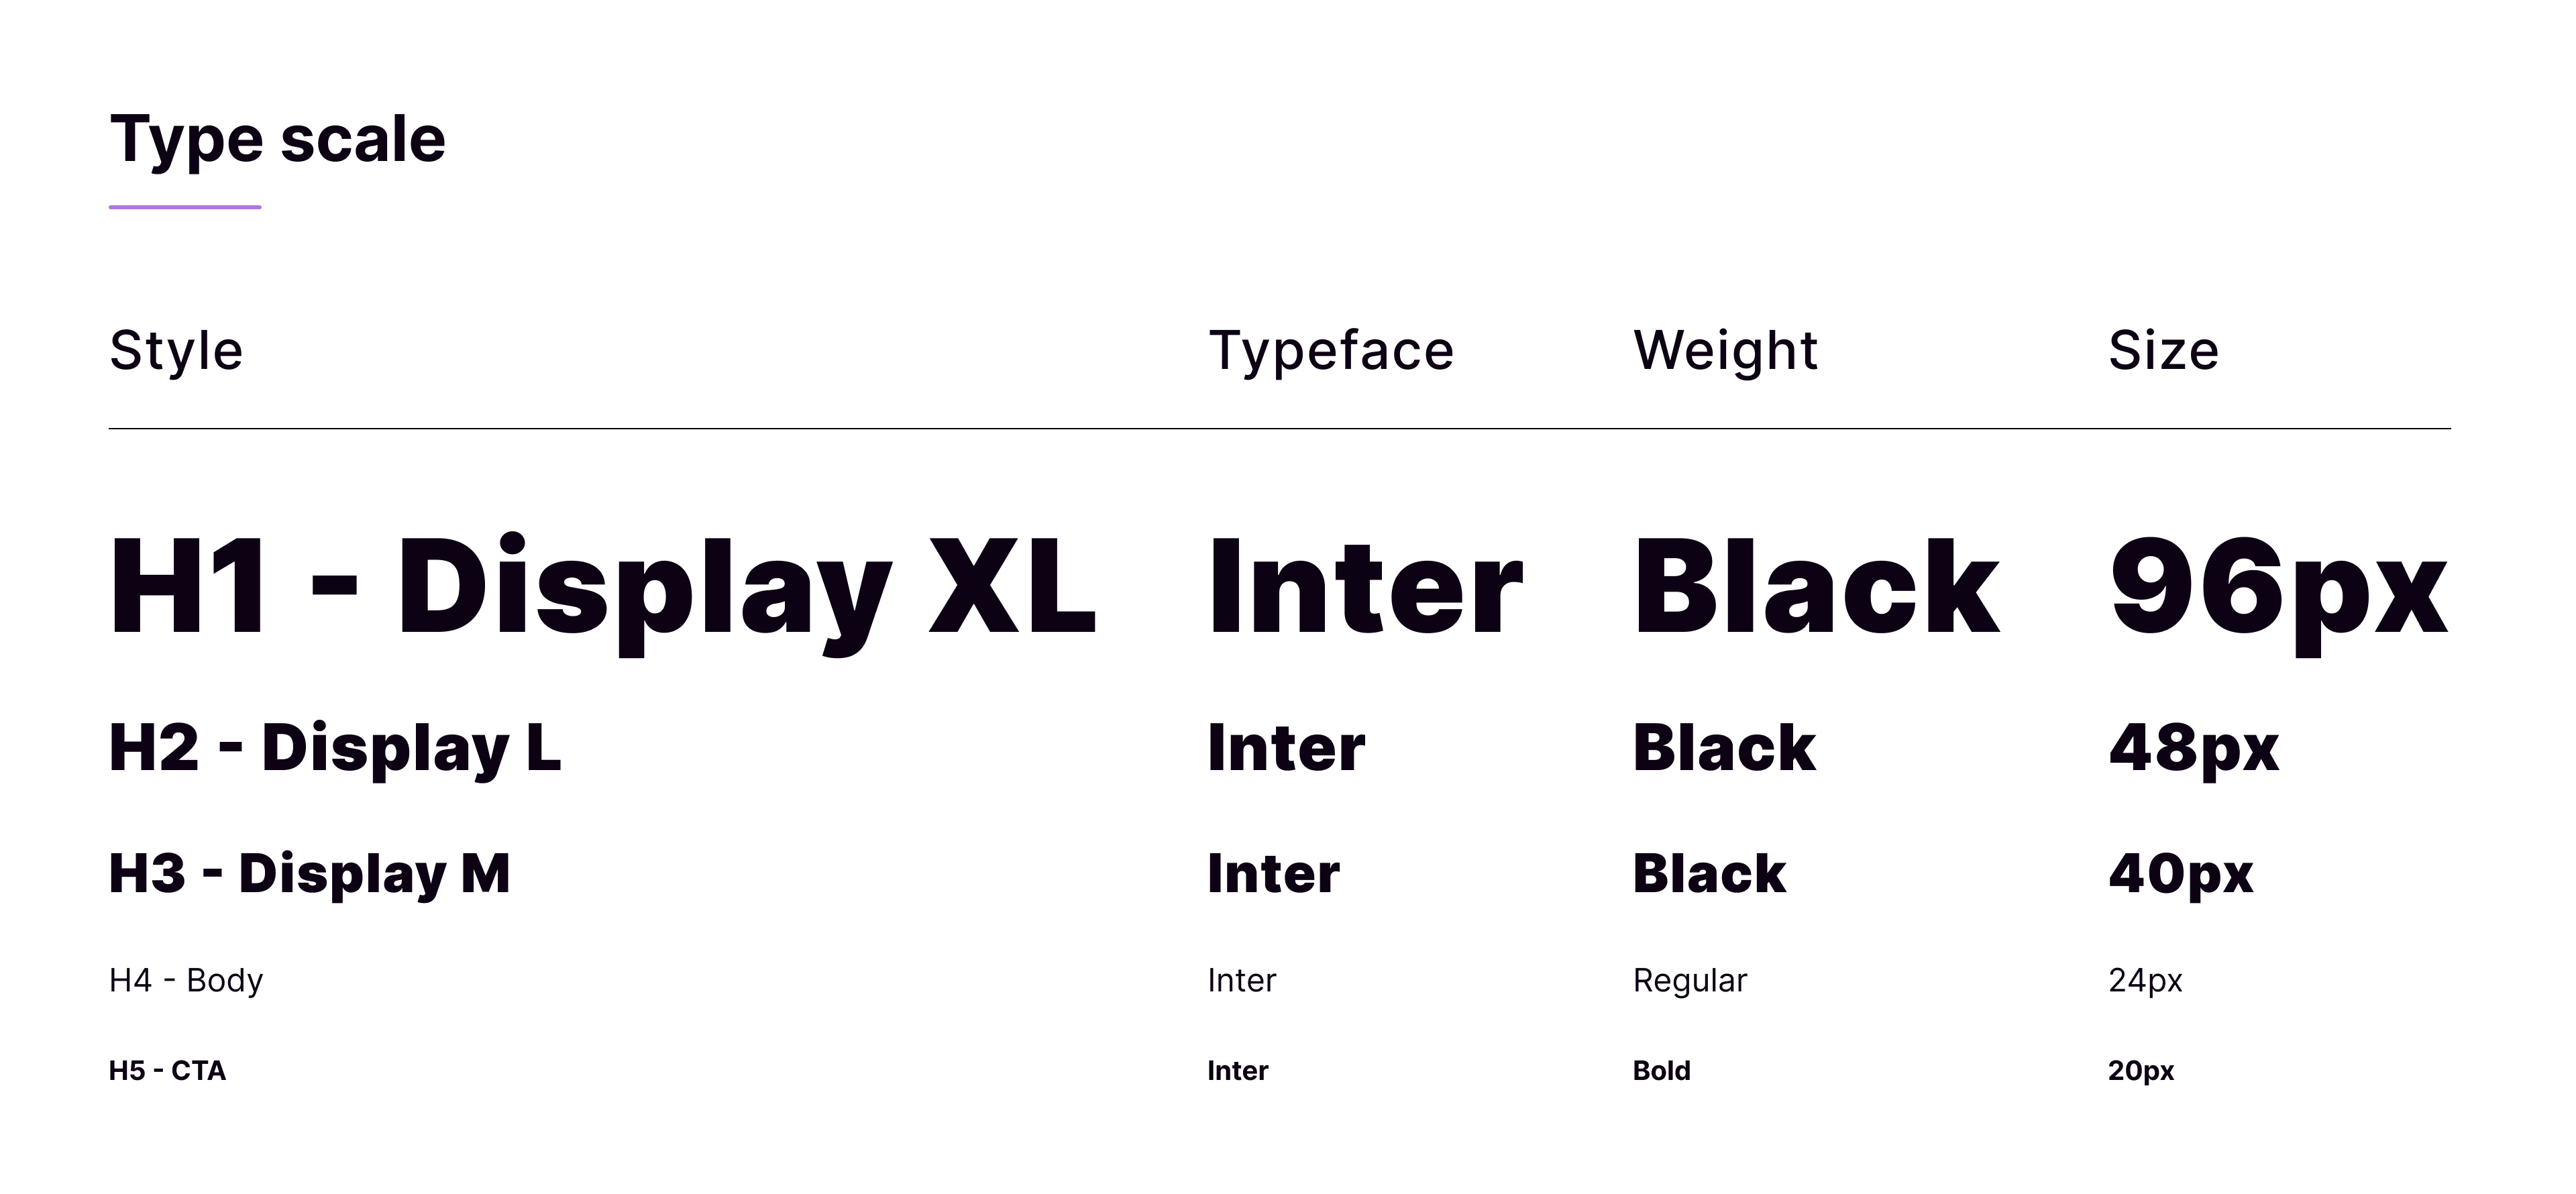 Type scale
Style Typeface Weight Size
H1 - Display XL Inter Black 96px
H2 - Display L Inter Black 48px
H3 - Display M Inter Black 40px
H4 - Body Inter Regular 24px
H5 - CTA Inter Bold 20px